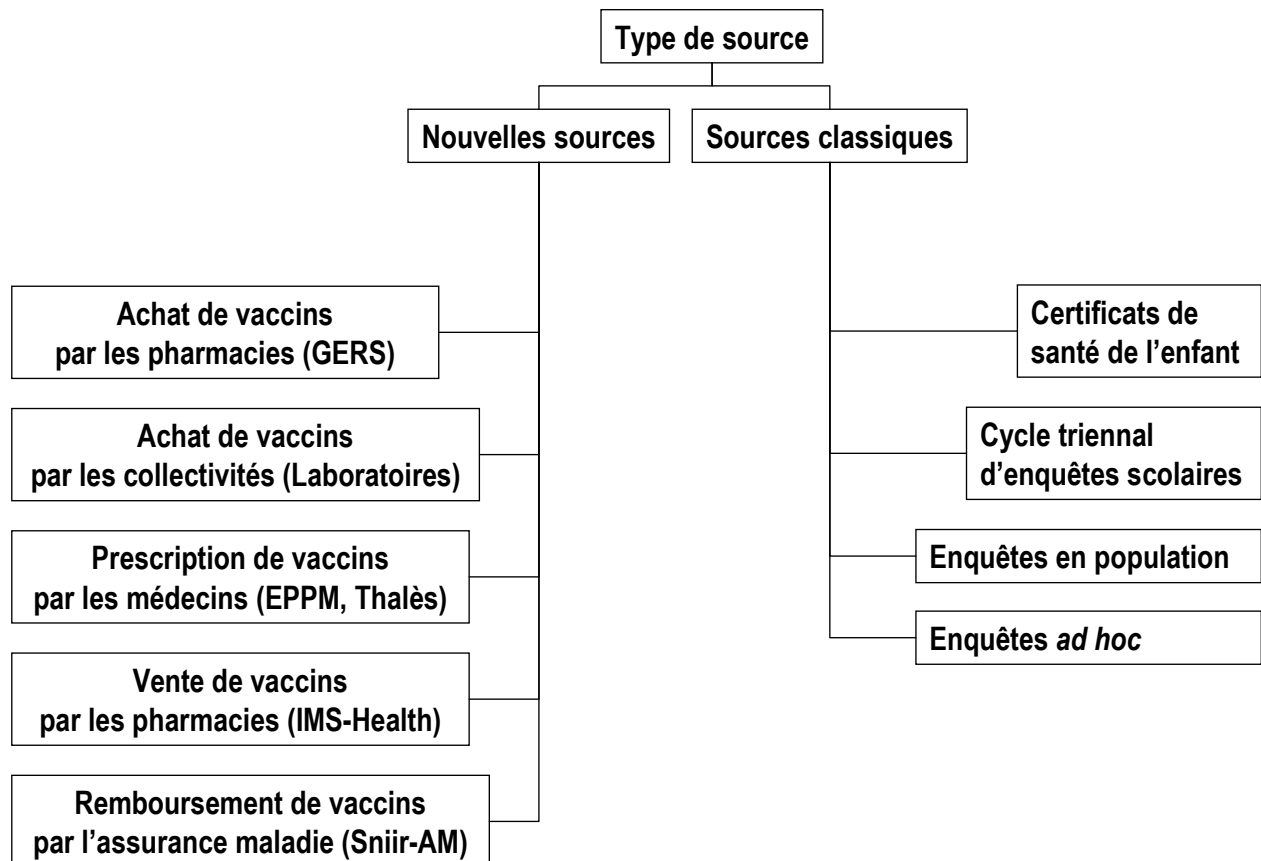 Type de source
Nouvelles sources
Sources classiques
Achat de vaccins
par les pharmacies (GERS)
Achat de vaccins
par les collectivités (Laboratoires)
Prescription de vaccins
par les médecins (EPPM, Thalès)
Vente de vaccins
par les pharmacies (IMS-Health)
Remboursement de vaccins
par l’assurance maladie (Sniir-AM)
Certificats de
santé de l’enfant
Cycle triennal
d’enquêtes scolaires
Enquêtes en population
Enquêtes ad hoc